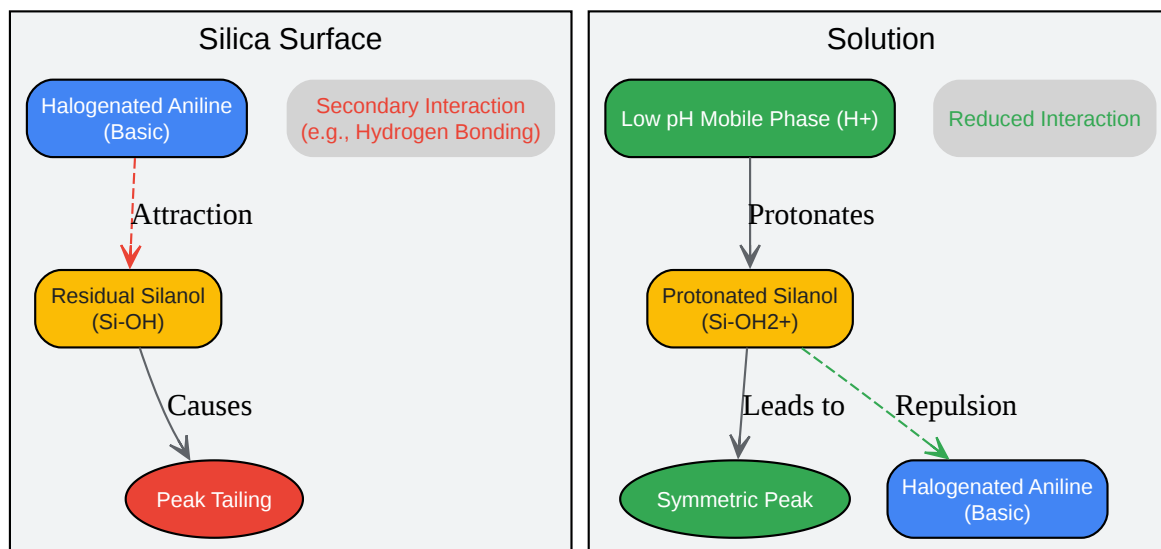 Silica Surface
Halogenated Aniline
(Basic)
Secondary Interaction
(e.g., Hydrogen Bonding)
Attraction
Residual Silanol
(Si-OH)
Causes
Peak Tailing
Solution
Low pH Mobile Phase (H+)
Reduced Interaction
Protonates
Protonated Silanol
(Si-OH2+)
Leads to
Repulsion
Symmetric Peak
Halogenated Aniline
(Basic)